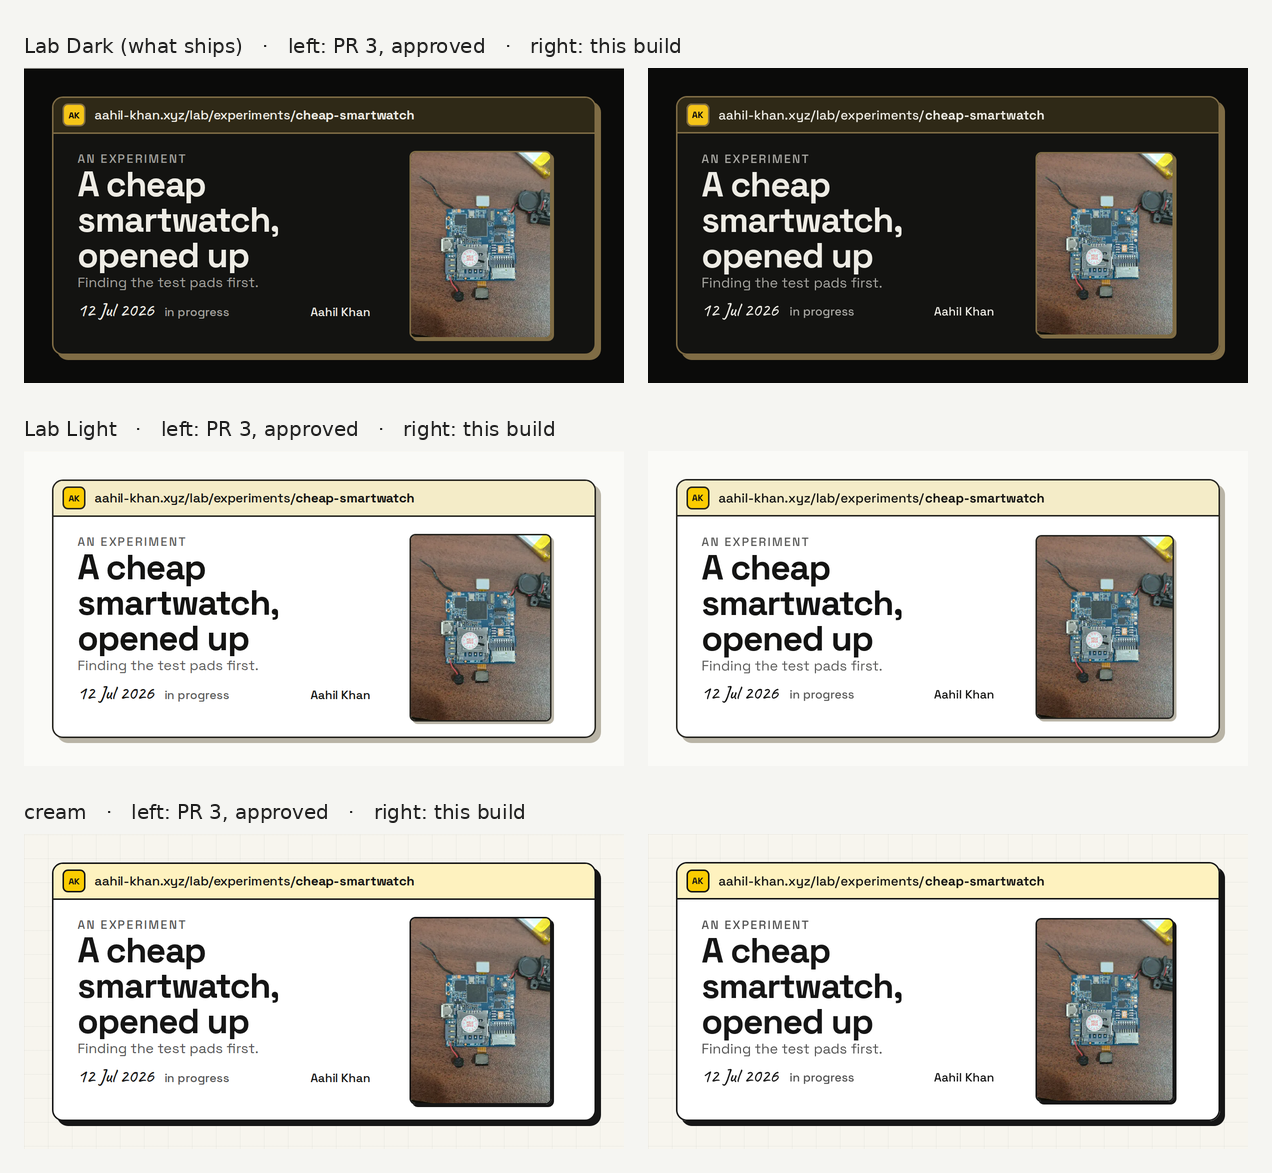 Lab Dark (what ships) · left: PR 3, approved · right: this build
AK aahil-khan.xyz/lab/experiments/cheap-smartwatch
AN EXPERIMENT
A cheap
smartwatch,
opened up
Finding the test pads first.
12 Jul 2026 in progress Aahil Khan
AK aahil-khan.xyz/lab/experiments/cheap-smartwatch
AN EXPERIMENT
A cheap
smartwatch,
opened up
Finding the test pads first.
12 Jul 2026 in progress Aahil Khan
Lab Light · left: PR 3, approved · right: this build
AK aahil-khan.xyz/lab/experiments/cheap-smartwatch
AN EXPERIMENT
A cheap
smartwatch,
opened up
Finding the test pads first.
12 Jul 2026 in progress Aahil Khan
AK aahil-khan.xyz/lab/experiments/cheap-smartwatch
AN EXPERIMENT
A cheap
smartwatch,
opened up
Finding the test pads first.
12 Jul 2026 in progress Aahil Khan
cream · left: PR 3, approved · right: this build
AK aahil-khan.xyz/lab/experiments/cheap-smartwatch
AN EXPERIMENT
A cheap
smartwatch,
opened up
Finding the test pads first.
12 Jul 2026 in progress Aahil Khan
AK aahil-khan.xyz/lab/experiments/cheap-smartwatch
AN EXPERIMENT
A cheap
smartwatch,
opened up
Finding the test pads first.
12 Jul 2026 in progress Aahil Khan